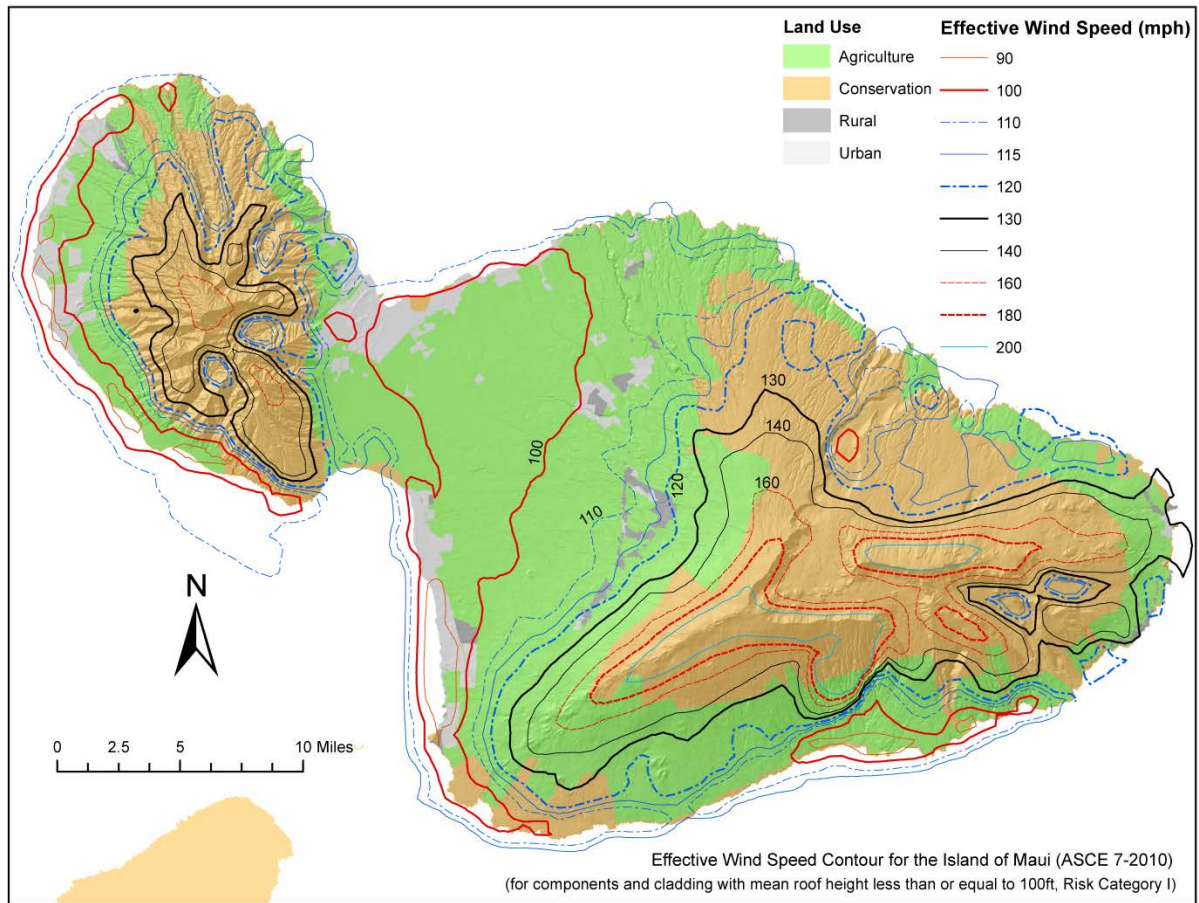 Land Use
Agriculture
Conservation
Rural
Urban
Effective Wind Speed (mph)
90
100
110
115
120
130
140
160
180
200
130
140
160
100
120
110
N
0 2.5 5 10 Miles
Effective Wind Speed Contour for the Island of Maui (ASCE 7-2010)
(for components and cladding with mean roof height less than or equal to 100ft, Risk Category I)